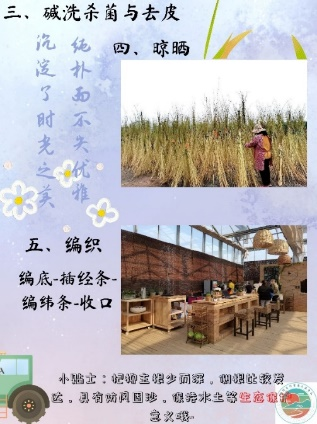 三、碱洗杀菌与去皮
四、晾晒
纯朴而不失优雅
沉淀了时光之美
五、编织
编底-插经条-
编纬条-收口
小贴士：杞柳主根少而深，侧根比较发
达，具有防风固沙，保持水土等生态保护
意义哦~